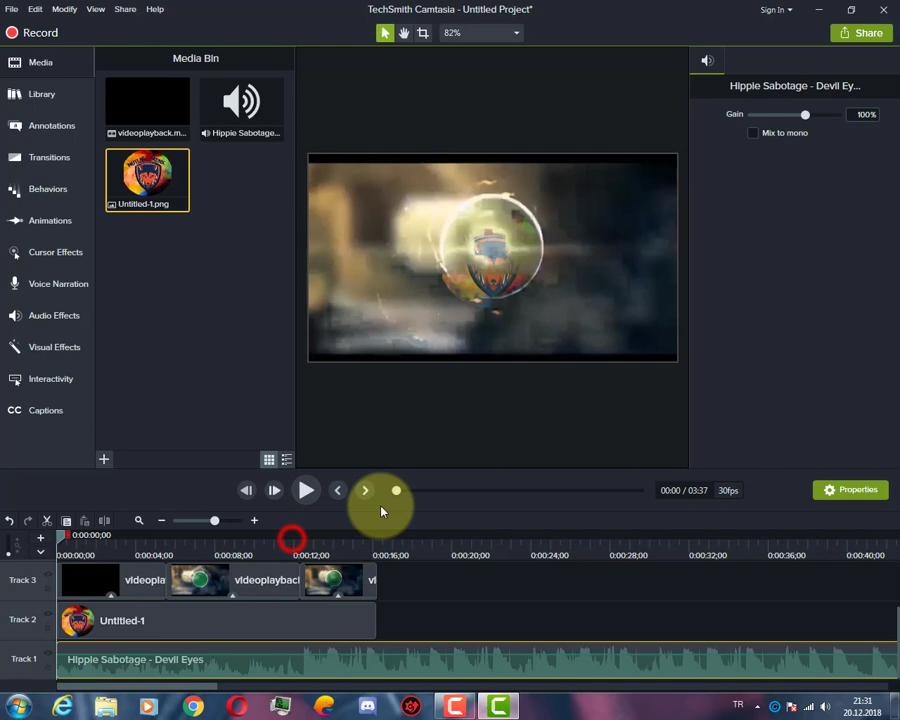 File Edit Modify View Share Help
TechSmith Camtasia - Untitled Project*
Sign In
Record
82%
Share
Media
Library
Annotations
Transitions
Behaviors
Animations
Cursor Effects
Voice Narration
Audio Effects
Visual Effects
Interactivity
CC Captions
Media Bin
videoplayback.m...
Hippie Sabotage...
Untitled-1.png
Hippie Sabotage - Devil Ey...
Gain 100%
Mix to mono
00:00 / 03:37 30fps
Properties
0:00:00;00
0:00:00;00 0:00:04;00 0:00:08;00 0:00:12;00 0:00:16;00 0:00:20;00 0:00:24;00 0:00:28;00 0:00:32;00 0:00:36;00 0:00:40;00
Track 3 videopla videoplayback vi
Track 2 Untitled-1
Track 1 Hippie Sabotage - Devil Eyes
TR
21:31
20.12.2018